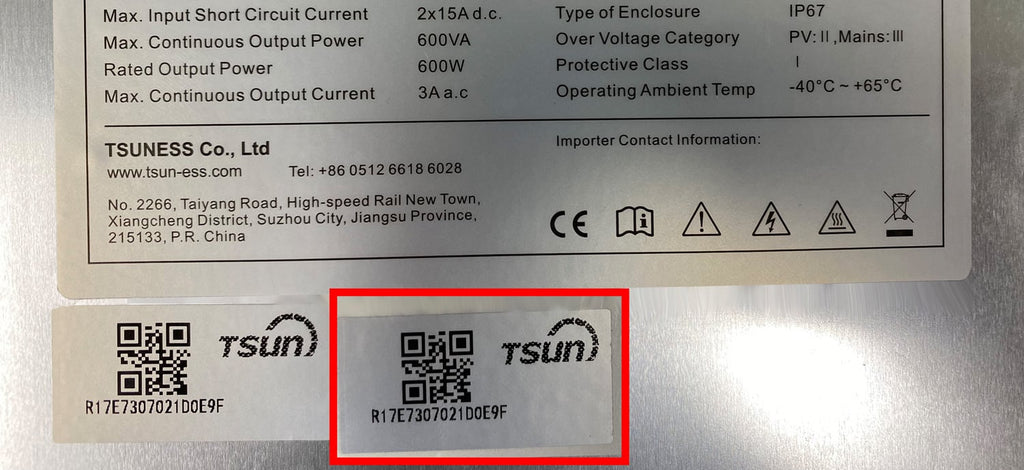 Max. Input Short Circuit Current 2x15A d.c.
Max. Continuous Output Power 600VA
Rated Output Power 600W
Max. Continuous Output Current 3A a.c
Type of Enclosure IP67
Over Voltage Category PV: II ,Mains: III
Protective Class I
Operating Ambient Temp -40°C ~ +65°C
TSUNESS Co., Ltd
www.tsun-ess.com Tel: +86 0512 6618 6028
No. 2266, Taiyang Road, High-speed Rail New Town,
Xiangcheng District, Suzhou City, Jiangsu Province,
215133, P.R. China
Importer Contact Information:
CE
TSUN
R17E7307021D0E9F
TSUN
R17E7307021D0E9F